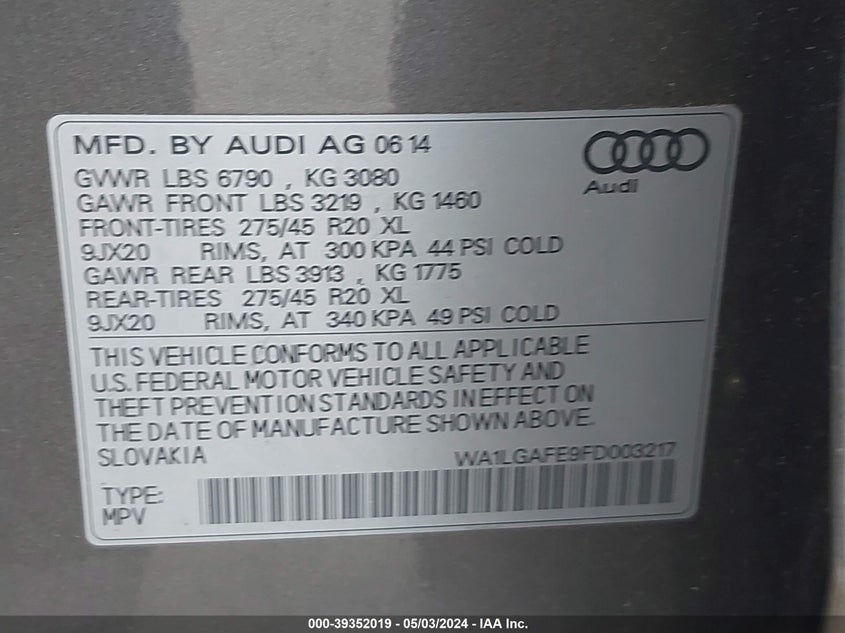 MFD. BY AUDI AG 06 14
Audi
GVWR LBS 6790 , KG 3080
GAWR FRONT LBS 3219 , KG 1460
FRONT-TIRES 275/45 R20 XL
9JX20 RIMS, AT 300 KPA 44 PSI COLD
GAWR REAR LBS 3913 , KG 1775
REAR-TIRES 275/45 R20 XL
9JX20 RIMS, AT 340 KPA 49 PSI COLD
THIS VEHICLE CONFORMS TO ALL APPLICABLE
U.S. FEDERAL MOTOR VEHICLE SAFETY AND
THEFT PREVENTION STANDARDS IN EFFECT ON
THE DATE OF MANUFACTURE SHOWN ABOVE.
SLOVAKIA WA1LGAFE9FD003217
TYPE:
MPV
000-39352019 - 05/03/2024 - IAA Inc.